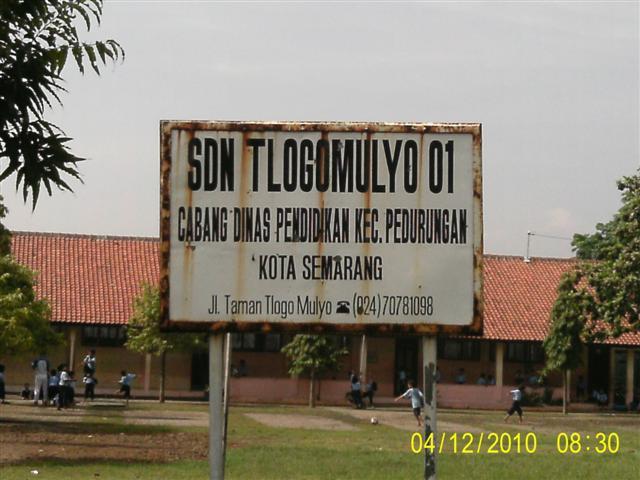 SDN TLOGOMULYO 01
CABANG DINAS PENDIDIKAN KEC. PEDURUNGAN
KOTA SEMARANG
Jl. Taman Tlogo Mulyo ☎ (024)70781098
04/12/2010 08:30